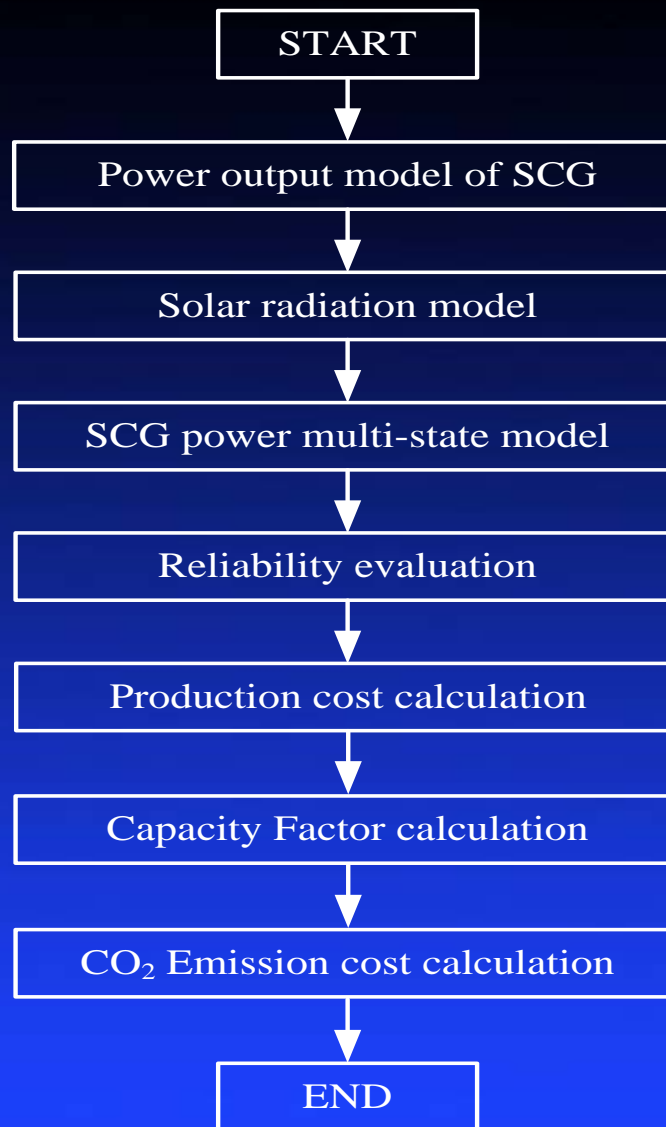 START
Power output model of SCG
Solar radiation model
SCG power multi-state model
Reliability evaluation
Production cost calculation
Capacity Factor calculation
CO₂ Emission cost calculation
END